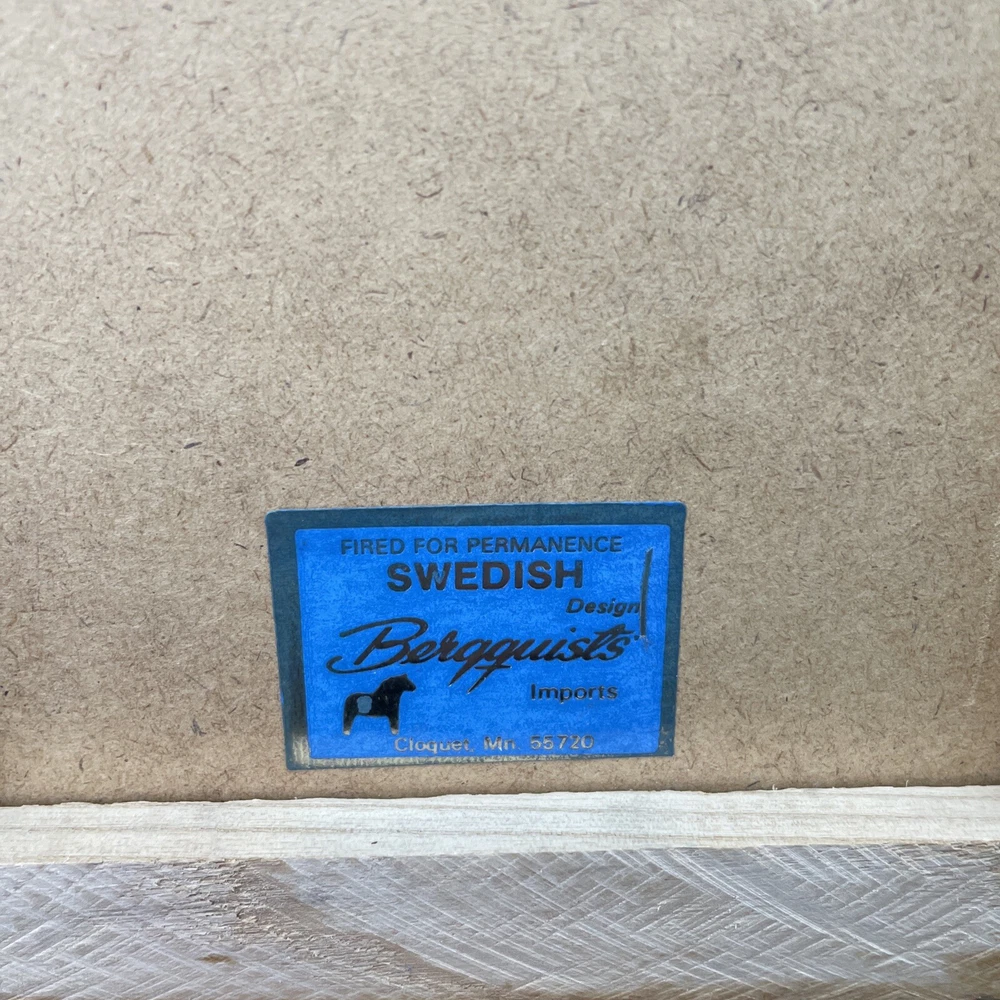 FIRED FOR PERMANENCE
SWEDISH
Design
Bergquists'
Imports
Cloquet, Mn 55720